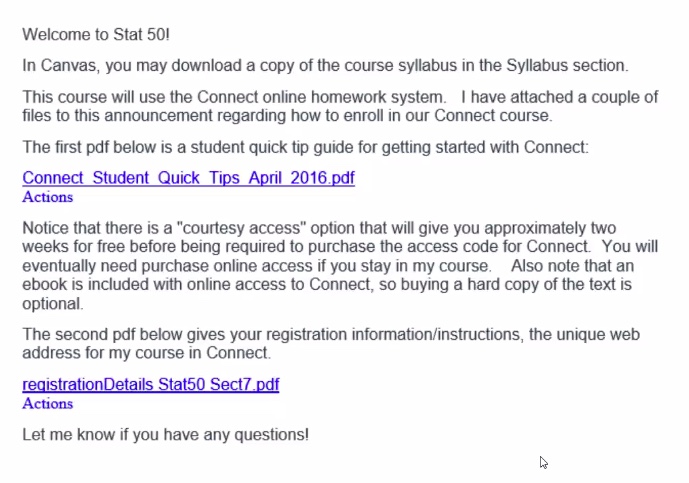 Welcome to Stat 50!
In Canvas, you may download a copy of the course syllabus in the Syllabus section.
This course will use the Connect online homework system.   I have attached a couple of
files to this announcement regarding how to enroll in our Connect course.
The first pdf below is a student quick tip guide for getting started with Connect:
Connect_Student_Quick_Tips_April_2016.pdf
Actions
Notice that there is a "courtesy access" option that will give you approximately two
weeks for free before being required to purchase the access code for Connect.  You will
eventually need purchase online access if you stay in my course.    Also note that an
ebook is included with online access to Connect, so buying a hard copy of the text is
optional.
The second pdf below gives your registration information/instructions, the unique web
address for my course in Connect.
registrationDetails Stat50 Sect7.pdf
Actions
Let me know if you have any questions!